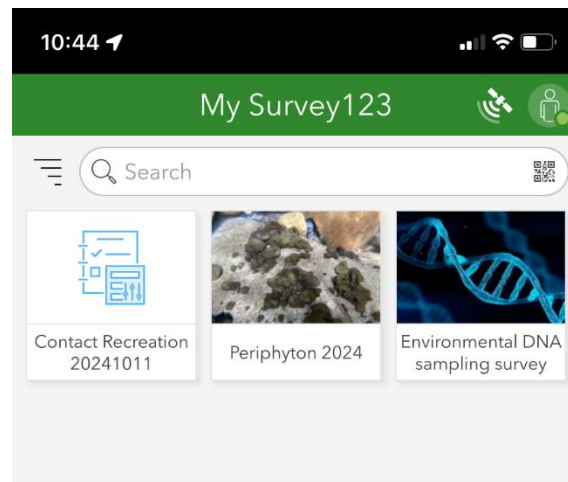 10:44
My Survey123
Search
Contact Recreation
20241011
Periphyton 2024
Environmental DNA
sampling survey